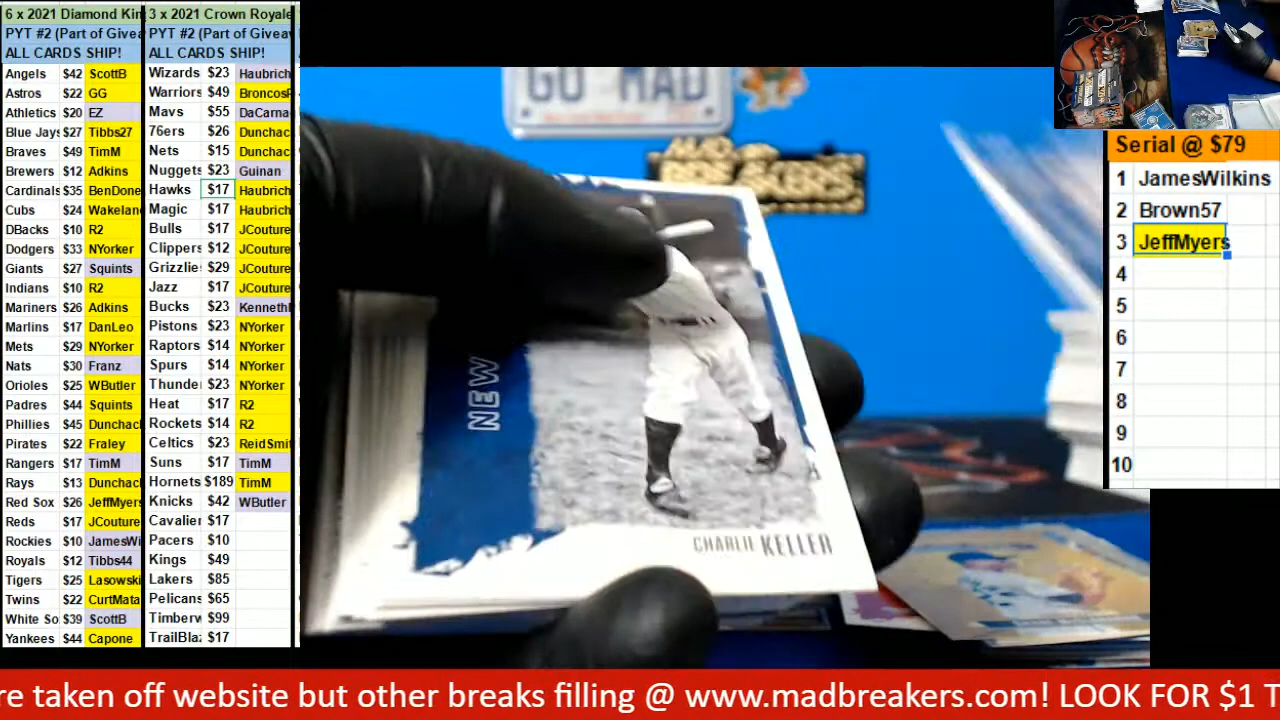 6 x 2021 Diamond Kin
PYT #2 (Part of Givea
ALL CARDS SHIP!
Angels $42 ScottB
Astros $22 GG
Athletics $20 EZ
Blue Jays $27 Tibbs27
Braves $49 TimM
Brewers $12 Adkins
Cardinals $35 BenDone
Cubs $24 Wakelan
DBacks $10 R2
Dodgers $33 NYorker
Giants $27 Squints
Indians $10 R2
Mariners $26 Adkins
Marlins $17 DanLeo
Mets $29 NYorker
Nats $30 Franz
Orioles $25 WButler
Padres $44 Squints
Phillies $45 Dunchac
Pirates $22 Fraley
Rangers $17 TimM
Rays $13 Dunchac
Red Sox $26 JeffMyers
Reds $17 JCouture
Rockies $10 JamesWi
Royals $12 Tibbs44
Tigers $25 Lasowski
Twins $22 CurtMata
White So $39 ScottB
Yankees $44 Capone
3 x 2021 Crown Royale
PYT #2 (Part of Giveav
ALL CARDS SHIP!
Wizards $23 Haubrich
Warriors $49 BroncosF
Mavs $55 DaCarna
76ers $26 Dunchac
Nets $15 Dunchac
Nuggets $23 Guinan
Hawks $17 Haubrich
Magic $17 Haubrich
Bulls $17 JCouture
Clippers $12 JCouture
Grizzlies $29 JCouture
Jazz $17 JCouture
Bucks $23 Kennethl
Pistons $23 NYorker
Raptors $14 NYorker
Spurs $14 NYorker
Thunde $23 NYorker
Heat $17 R2
Rockets $14 R2
Celtics $23 ReidSmit
Suns $17 TimM
Hornets $189 TimM
Knicks $42 WButler
Cavalier $17
Pacers $10
Kings $49
Lakers $85
Pelicans $65
Timberw $99
TrailBla $17
GO MAD
BREAKERS
NEW
CHARLIE KELLER
Serial @ $79
1 JamesWilkins
2 Brown57
3 JeffMyers
4
5
6
7
8
9
10
re taken off website but other breaks filling @ www.madbreakers.com! LOOK FOR $1 T